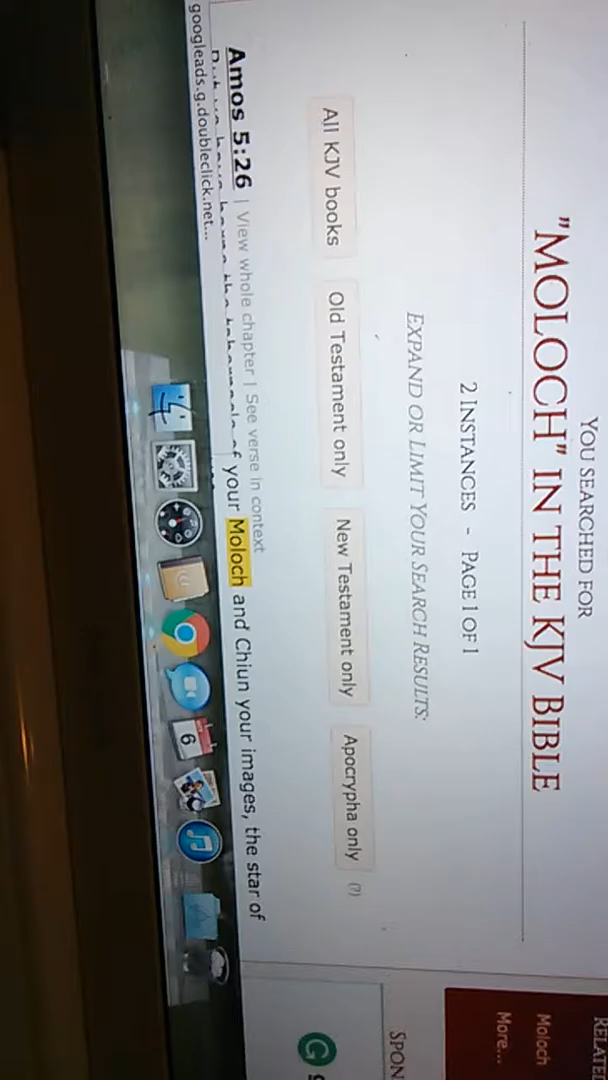 YOU SEARCHED FOR
"MOLOCH" IN THE KJV BIBLE
2 INSTANCES - PAGE 1 OF 1
EXPAND OR LIMIT YOUR SEARCH RESULTS:
All KJV books Old Testament only New Testament only Apocrypha only (?)
Amos 5:26 | View whole chapter | See verse in context
your Moloch and Chiun your images, the star of
googleads.g.doubleclick.net...
6
Moloch
More...
G